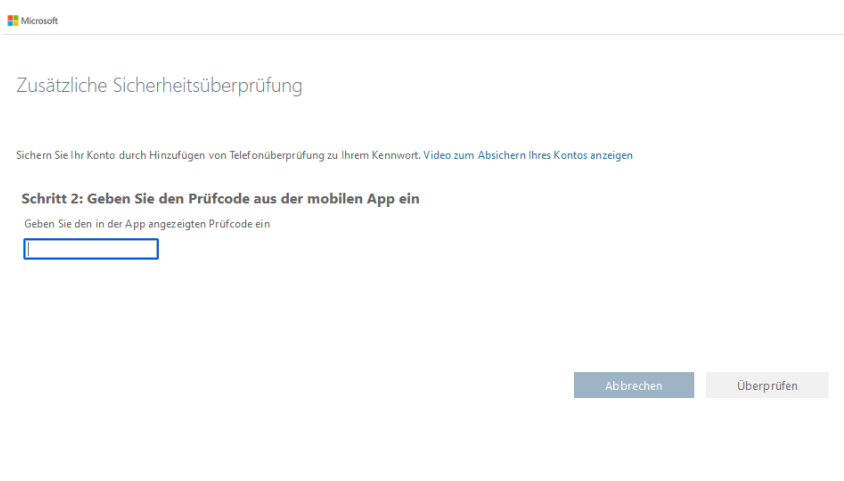 Microsoft
Zusätzliche Sicherheitsüberprüfung
Sichern Sie Ihr Konto durch Hinzufügen von Telefonüberprüfung zu Ihrem Kennwort. Video zum Absichern Ihres Kontos anzeigen
Schritt 2: Geben Sie den Prüfcode aus der mobilen App ein
Geben Sie den in der App angezeigten Prüfcode ein
Abbrechen Überprüfen